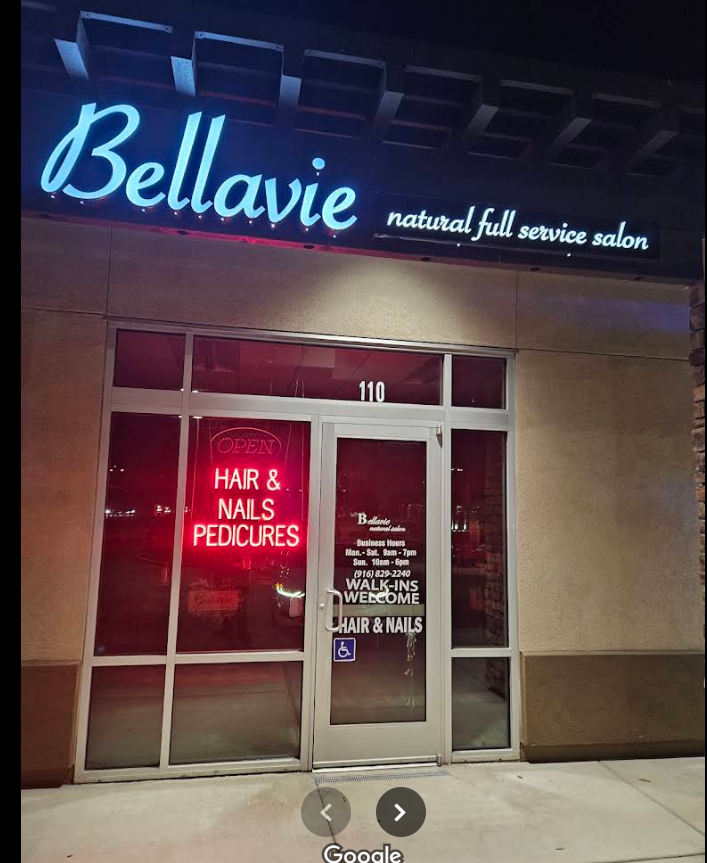 Bellavie
natural full service salon
110
OPEN
HAIR &
NAILS
PEDICURES
Bellavie
natural salon
Business Hours
Mon.- Sat. 9am - 7pm
Sun. 10am - 6pm
(916) 829-2240
WALK-INS
WELCOME
HAIR & NAILS
Bellavie
Google